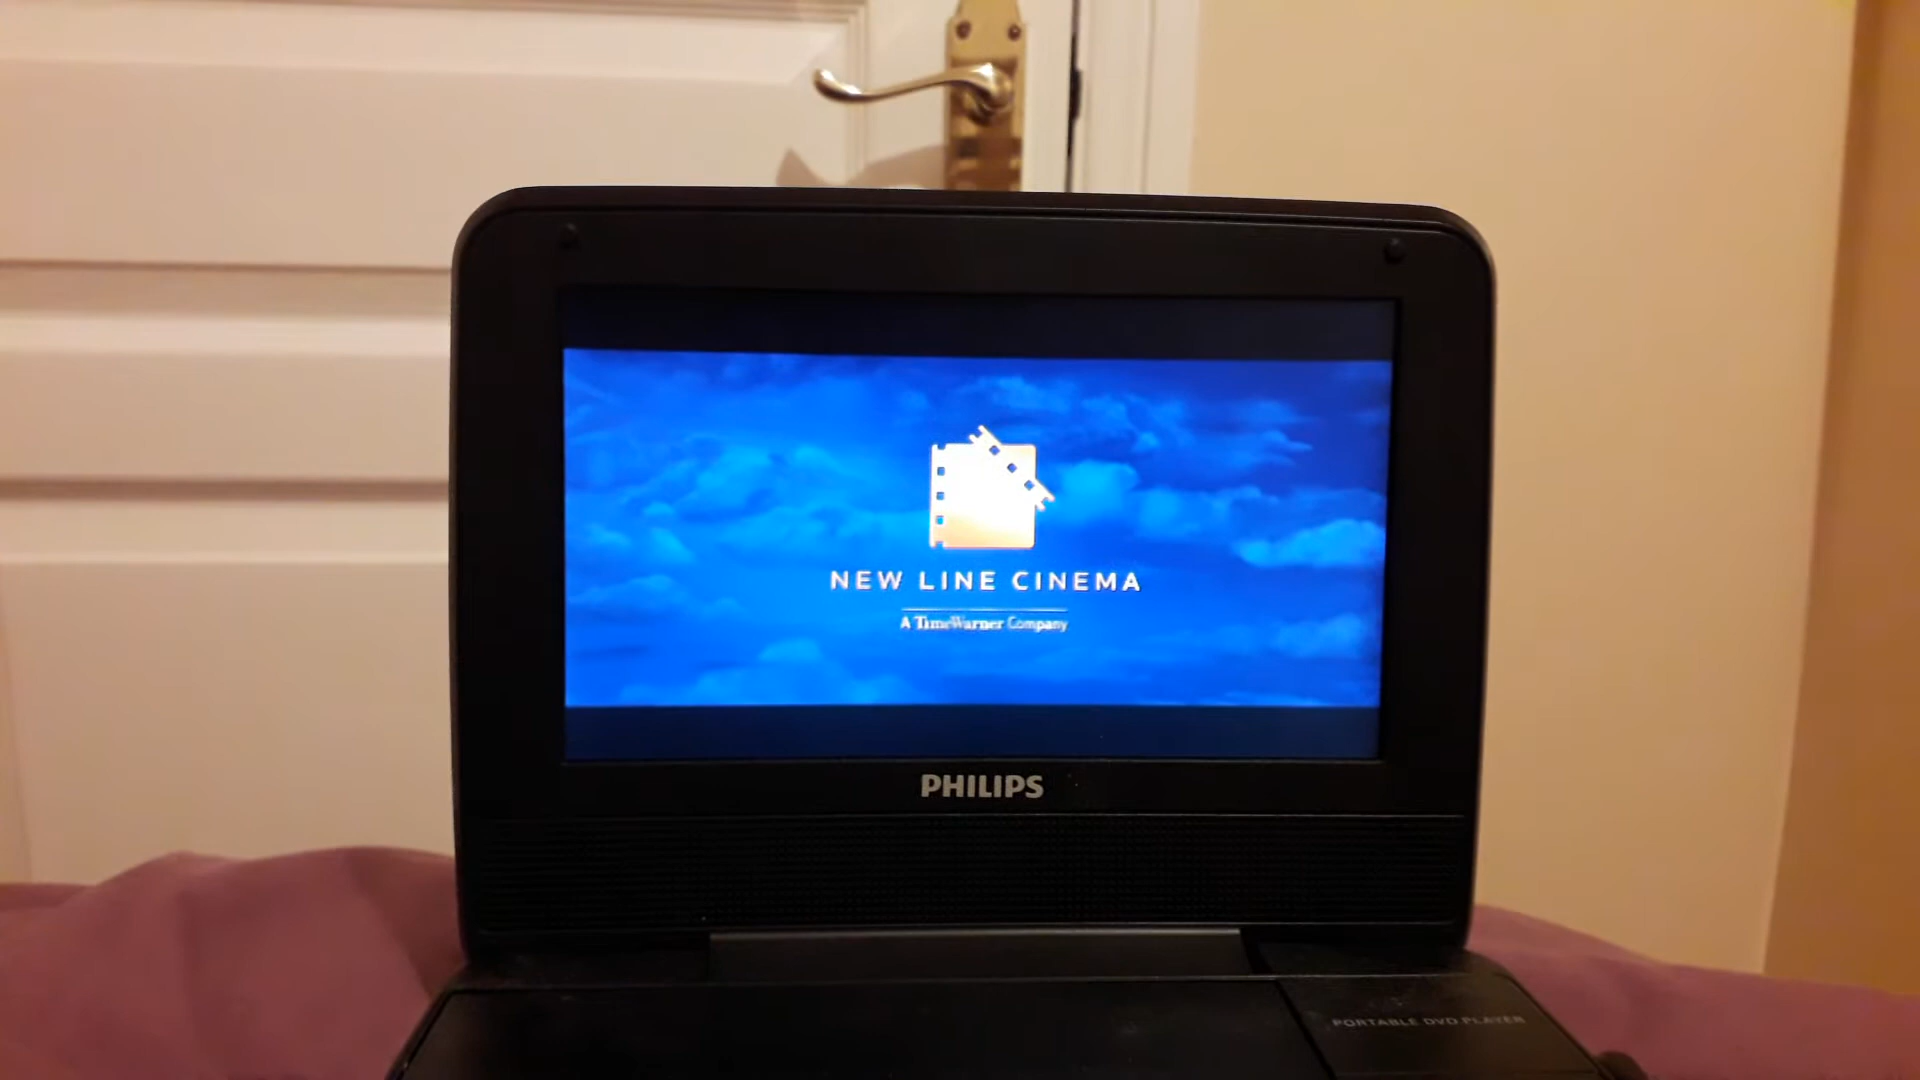 NEW LINE CINEMA
A TimeWarner Company
PHILIPS
PORTABLE DVD PLAYER